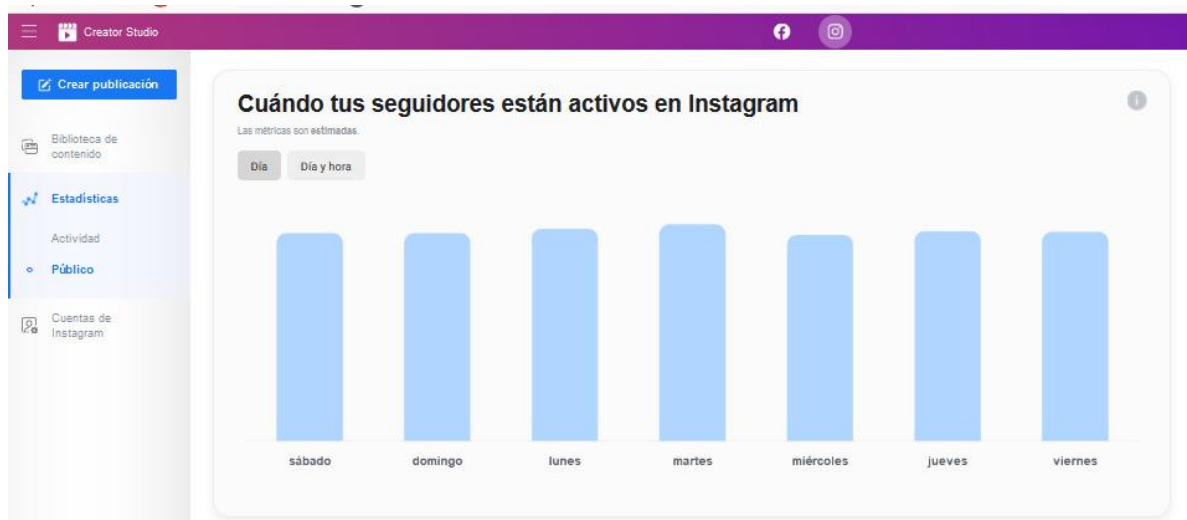 Creator Studio
Crear publicación
Biblioteca de
contenido
Estadísticas
Actividad
Público
Cuentas de
Instagram
Cuándo tus seguidores están activos en Instagram
Las métricas son estimadas.
Día
Día y hora
sábado
domingo
lunes
martes
miércoles
jueves
viernes